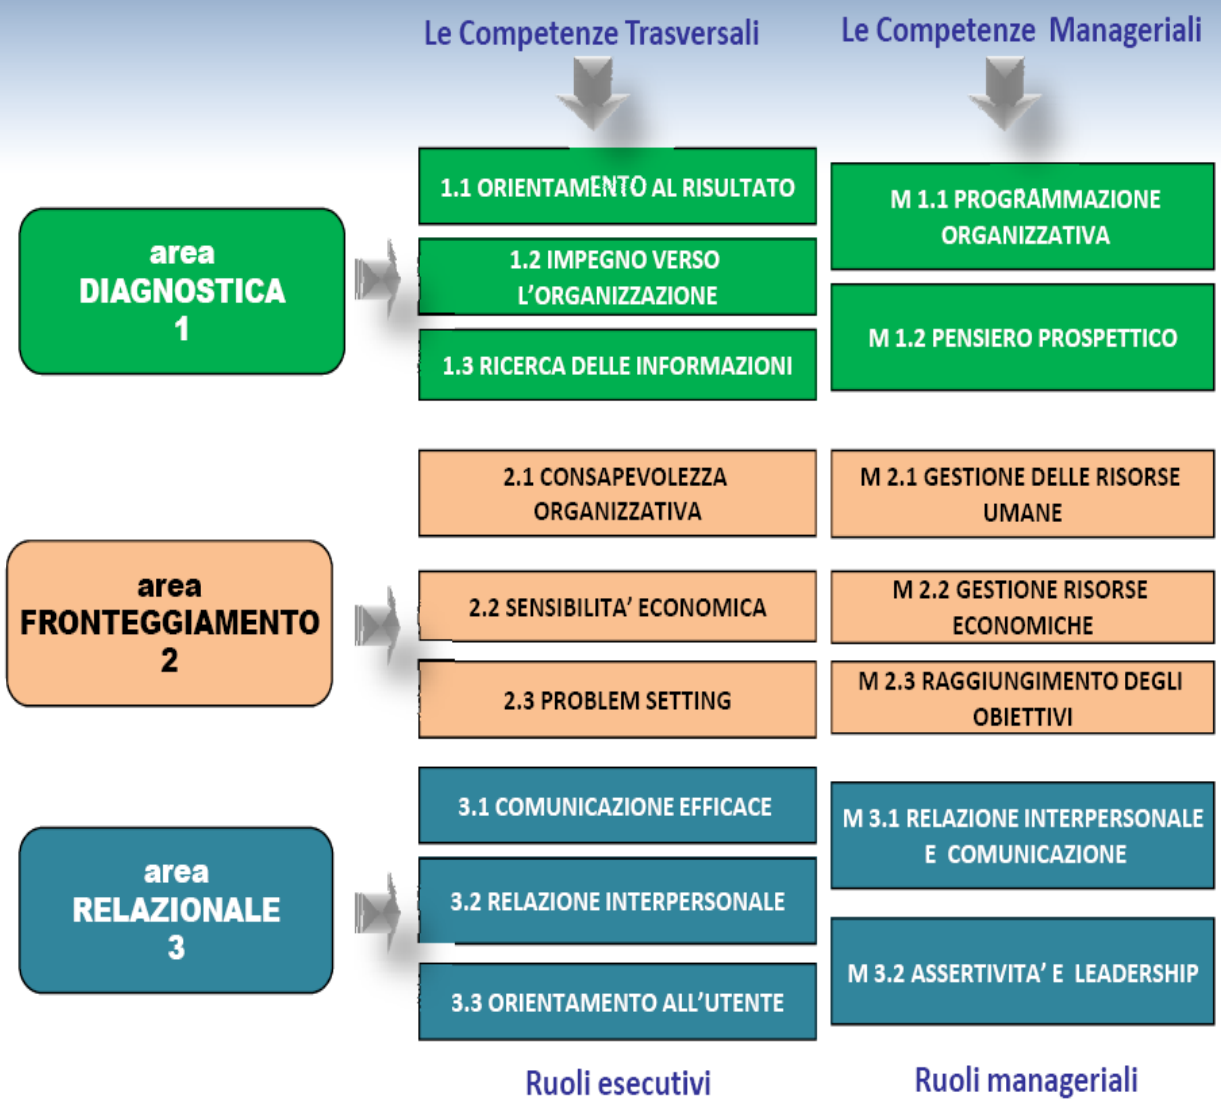 Le Competenze Trasversali
Le Competenze Manageriali
area
DIAGNOSTICA
1
1.1 ORIENTAMENTO AL RISULTATO
1.2 IMPEGNO VERSO
L'ORGANIZZAZIONE
1.3 RICERCA DELLE INFORMAZIONI
M 1.1 PROGRAMMAZIONE
ORGANIZZATIVA
M 1.2 PENSIERO PROSPETTICO
area
FRONTEGGIAMENTO
2
2.1 CONSAPEVOLEZZA
ORGANIZZATIVA
2.2 SENSIBILITA' ECONOMICA
2.3 PROBLEM SETTING
M 2.1 GESTIONE DELLE RISORSE
UMANE
M 2.2 GESTIONE RISORSE
ECONOMICHE
M 2.3 RAGGIUNGIMENTO DEGLI
OBIETTIVI
area
RELAZIONALE
3
3.1 COMUNICAZIONE EFFICACE
3.2 RELAZIONE INTERPERSONALE
3.3 ORIENTAMENTO ALL'UTENTE
M 3.1 RELAZIONE INTERPERSONALE
E COMUNICAZIONE
M 3.2 ASSERTIVITA' E LEADERSHIP
Ruoli esecutivi
Ruoli manageriali